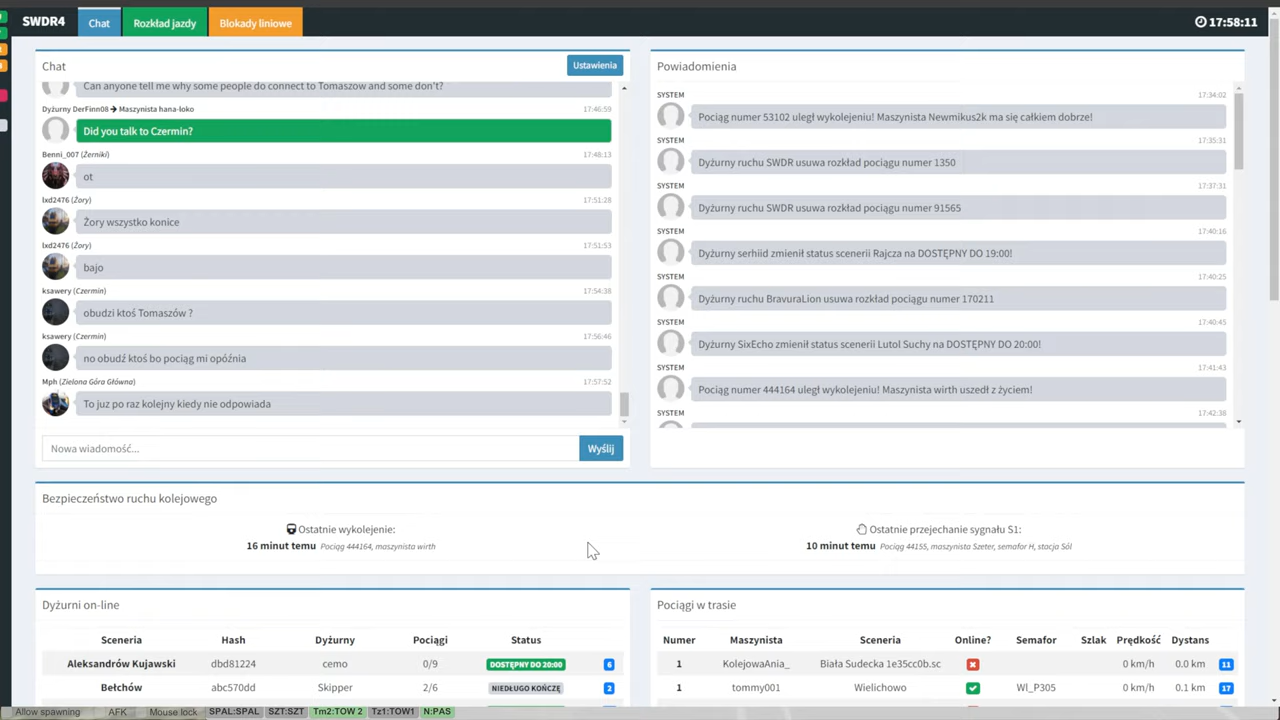 SWDR4
Chat
Rozkład jazdy
Blokady liniowe
17:58:11
Chat
Ustawienia
Can anyone tell me why some people do connect to Tomaszow and some don't?
Dyżurny DerFinn08 → Maszynista hana-loko 17:46:59
Did you talk to Czermin?
Benni_007 (Żerniki) 17:48:13
ot
lxd2476 (Żory) 17:51:28
Żory wszystko konice
lxd2476 (Żory) 17:51:53
bajo
ksawery (Czermin) 17:54:38
obudzi ktoś Tomaszów ?
ksawery (Czermin) 17:56:46
no obudź ktoś bo pociąg mi opóźnia
Mph (Zielona Góra Główna) 17:57:52
To juz po raz kolejny kiedy nie odpowiada
Nowa wiadomość...
Wyślij
Powiadomienia
SYSTEM 17:34:02
Pociąg numer 53102 uległ wykolejeniu! Maszynista Newmikus2k ma się całkiem dobrze!
SYSTEM 17:35:31
Dyżurny ruchu SWDR usuwa rozkład pociągu numer 1350
SYSTEM 17:37:31
Dyżurny ruchu SWDR usuwa rozkład pociągu numer 91565
SYSTEM 17:40:16
Dyżurny serhiid zmienił status scenerii Rajcza na DOSTĘPNY DO 19:00!
SYSTEM 17:40:25
Dyżurny ruchu BravuraLion usuwa rozkład pociągu numer 170211
SYSTEM 17:40:45
Dyżurny SixEcho zmienił status scenerii Lutol Suchy na DOSTĘPNY DO 20:00!
SYSTEM 17:41:43
Pociąg numer 444164 uległ wykolejeniu! Maszynista wirth uszedł z życiem!
SYSTEM 17:42:38
Bezpieczeństwo ruchu kolejowego
Ostatnie wykolejenie:
16 minut temu Pociąg 444164, maszynista wirth
Ostatnie przejechanie sygnału S1:
10 minut temu Pociąg 44155, maszynista Szeter, semafor H, stacja Sól
Dyżurni on-line
Sceneria Hash Dyżurny Pociągi Status
Aleksandrów Kujawski dbd81224 cemo 0/9 DOSTĘPNY DO 20:00 6
Bełchów abc570dd Skipper 2/6 NIEDŁUGO KOŃCZĘ 2
Pociągi w trasie
Numer Maszynista Sceneria Online? Semafor Szlak Prędkość Dystans
1 KolejowaAnia_ Biała Sudecka 1e35cc0b.sc 0 km/h 0.0 km 11
1 tommy001 Wielichowo WI_P305 0 km/h 0.1 km 17
Allow spawning AFK Mouse lock SPAL:SPAL SZT:SZT Tm2:TOW 2 Tz1:TOW1 N:PAS